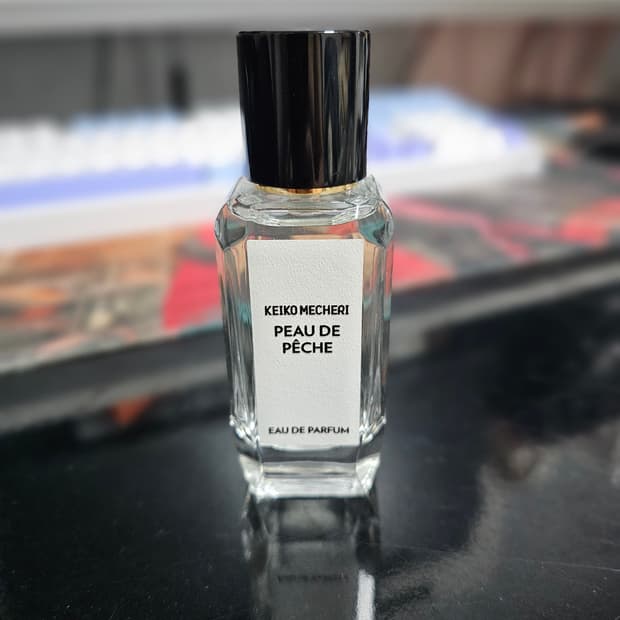 KEIKO MECHERI
PEAU DE
PÊCHE
EAU DE PARFUM